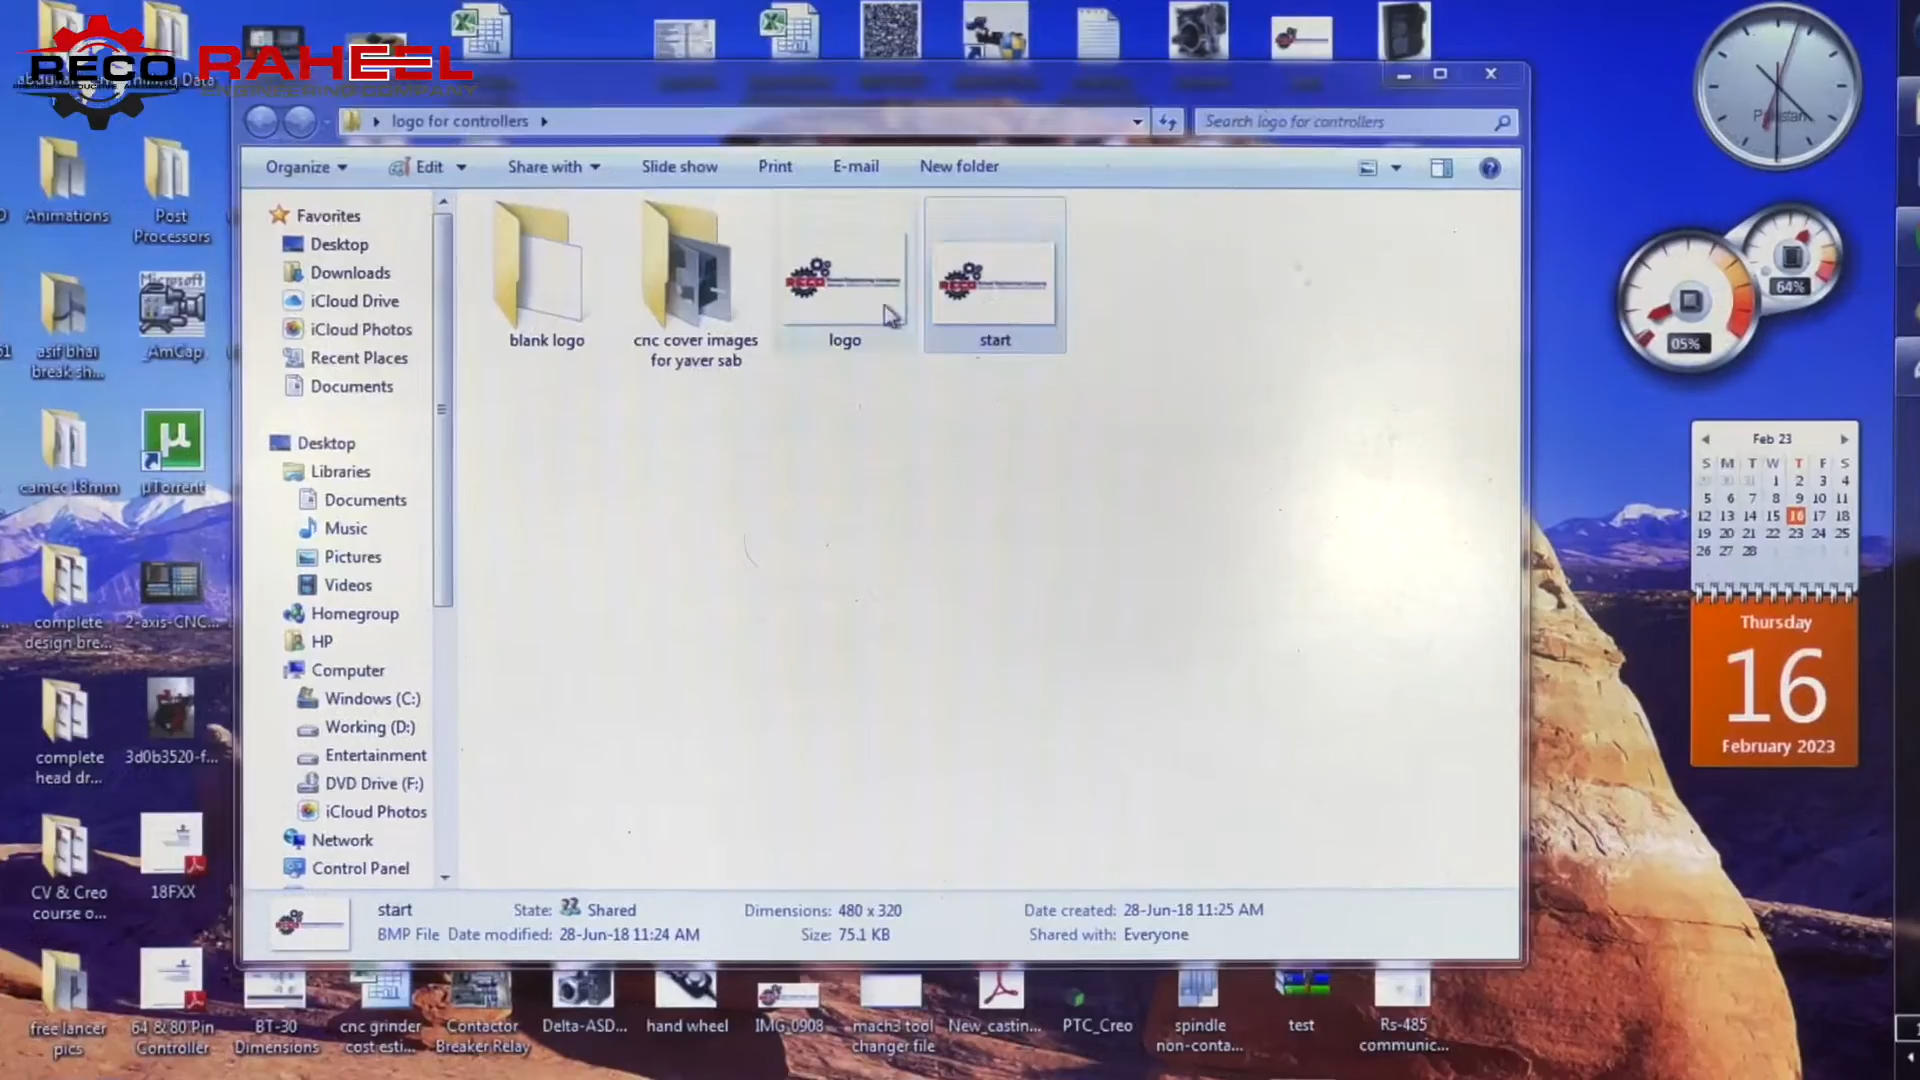 RECO RAHEEL
ENGINEERING COMPANY
logo for controllers
Search logo for controllers
Organize
Edit
Share with
Slide show
Print
E-mail
New folder
Favorites
Desktop
Downloads
iCloud Drive
iCloud Photos
Recent Places
Documents
Desktop
Libraries
Documents
Music
Pictures
Videos
Homegroup
HP
Computer
Windows (C:)
Working (D:)
Entertainment
DVD Drive (F:)
iCloud Photos
Network
Control Panel
blank logo
cnc cover images
for yaver sab
RECO
logo
RECO
start
start
State: Shared
Dimensions: 480 x 320
Date created: 28-Jun-18 11:25 AM
BMP File Date modified: 28-Jun-18 11:24 AM
Size: 75.1 KB
Shared with: Everyone
Animations
Post
Processors
asif bhai
break sh...
Microsoft
AmCap
camec 18mm
µ
µTorrent
complete
design bre...
2-axis-CNC...
complete
head dr...
3d0b3520-f...
CV & Creo
course o...
18FXX
free lancer
pics
64 & 80 Pin
Controller
BT-30
Dimensions
cnc grinder
cost esti...
Contactor
Breaker Relay
Delta-ASD...
hand wheel
IMG_0908
mach3 tool
changer file
New_castin...
PTC_Creo
spindle
non-conta...
test
Rs-485
communic...
Pakistan
64%
05%
Feb 23
S M T W T F S
29 30 31 1 2 3 4
5 6 7 8 9 10 11
12 13 14 15 16 17 18
19 20 21 22 23 24 25
26 27 28
Thursday
16
February 2023